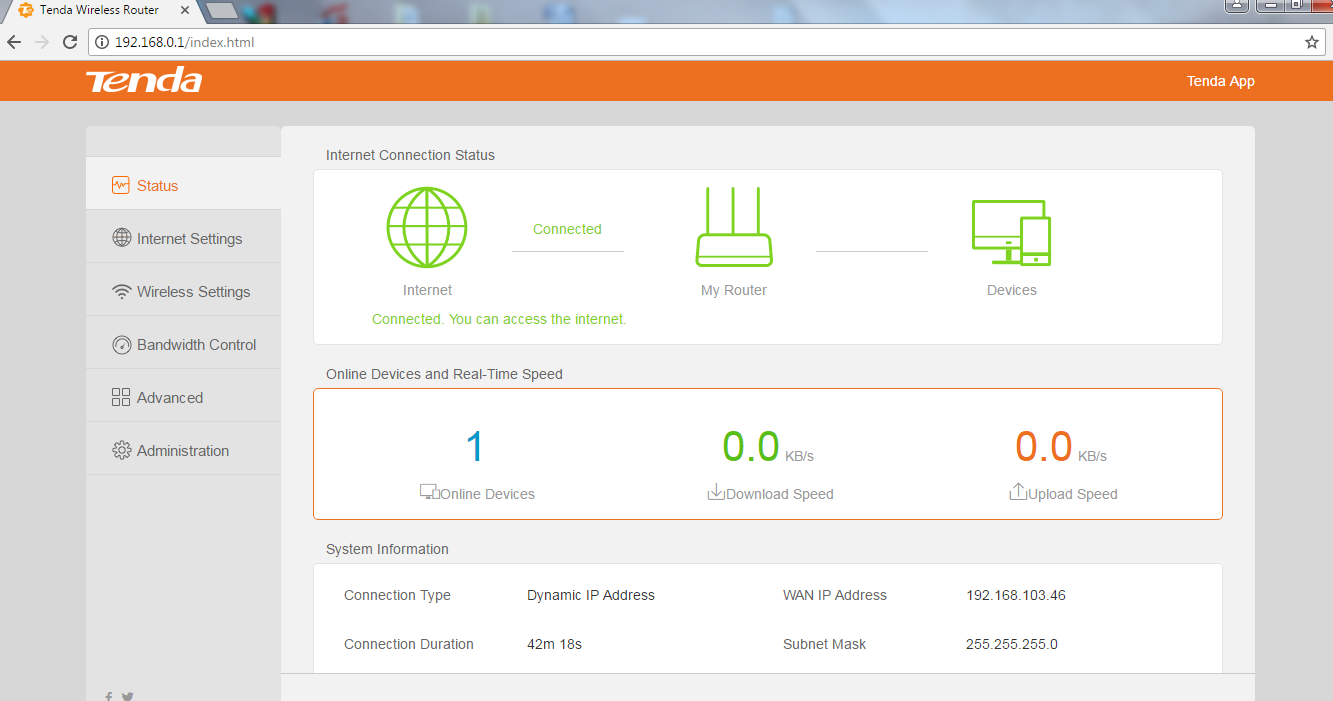 Tenda Wireless Router
192.168.0.1/index.html
Tenda
Tenda App
Status
Internet Settings
Wireless Settings
Bandwidth Control
Advanced
Administration
Internet Connection Status
Connected
Internet
My Router
Devices
Connected. You can access the internet.
Online Devices and Real-Time Speed
1
0.0 KB/s
0.0 KB/s
Online Devices
Download Speed
Upload Speed
System Information
Connection Type
Dynamic IP Address
WAN IP Address
192.168.103.46
Connection Duration
42m 18s
Subnet Mask
255.255.255.0